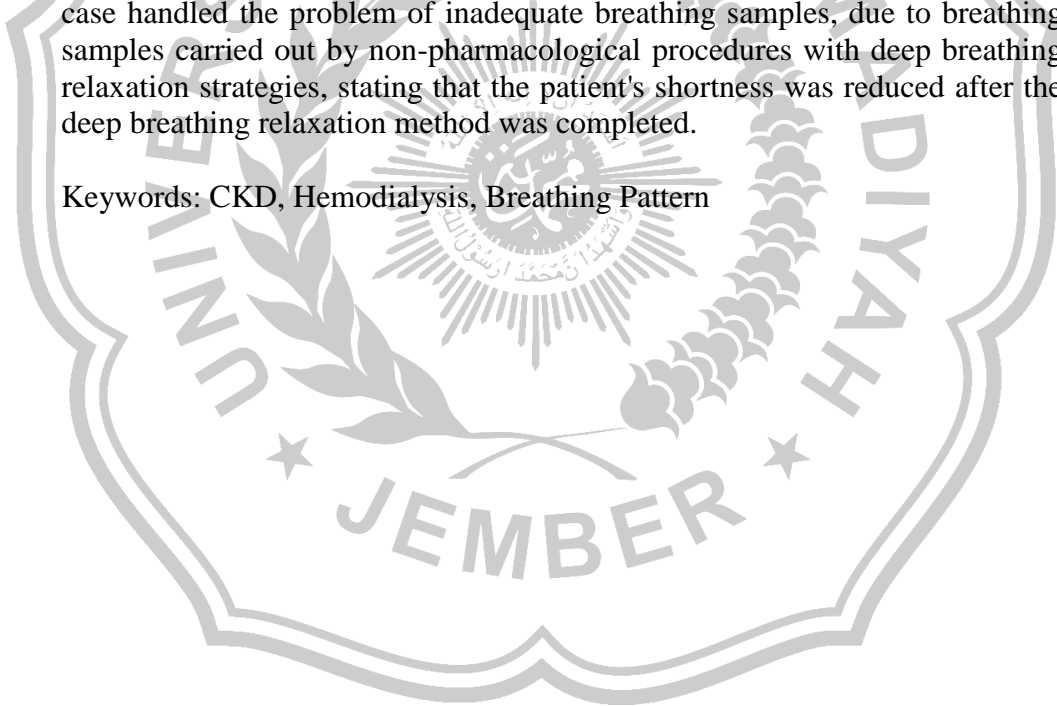 case handled the problem of inadequate breathing samples, due to breathing
samples carried out by non-pharmacological procedures with deep breathing
relaxation strategies, stating that the patient's shortness was reduced after the
deep breathing relaxation method was completed.
Keywords: CKD, Hemodialysis, Breathing Pattern
JEMBER